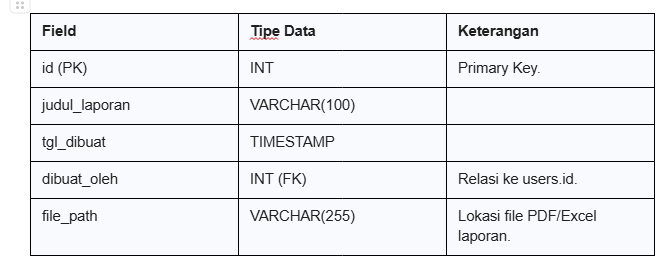 Field Tipe Data Keterangan
id (PK) INT Primary Key.
judul_laporan VARCHAR(100)
tgl_dibuat TIMESTAMP
dibuat_oleh INT (FK) Relasi ke users.id.
file_path VARCHAR(255) Lokasi file PDF/Excel
laporan.